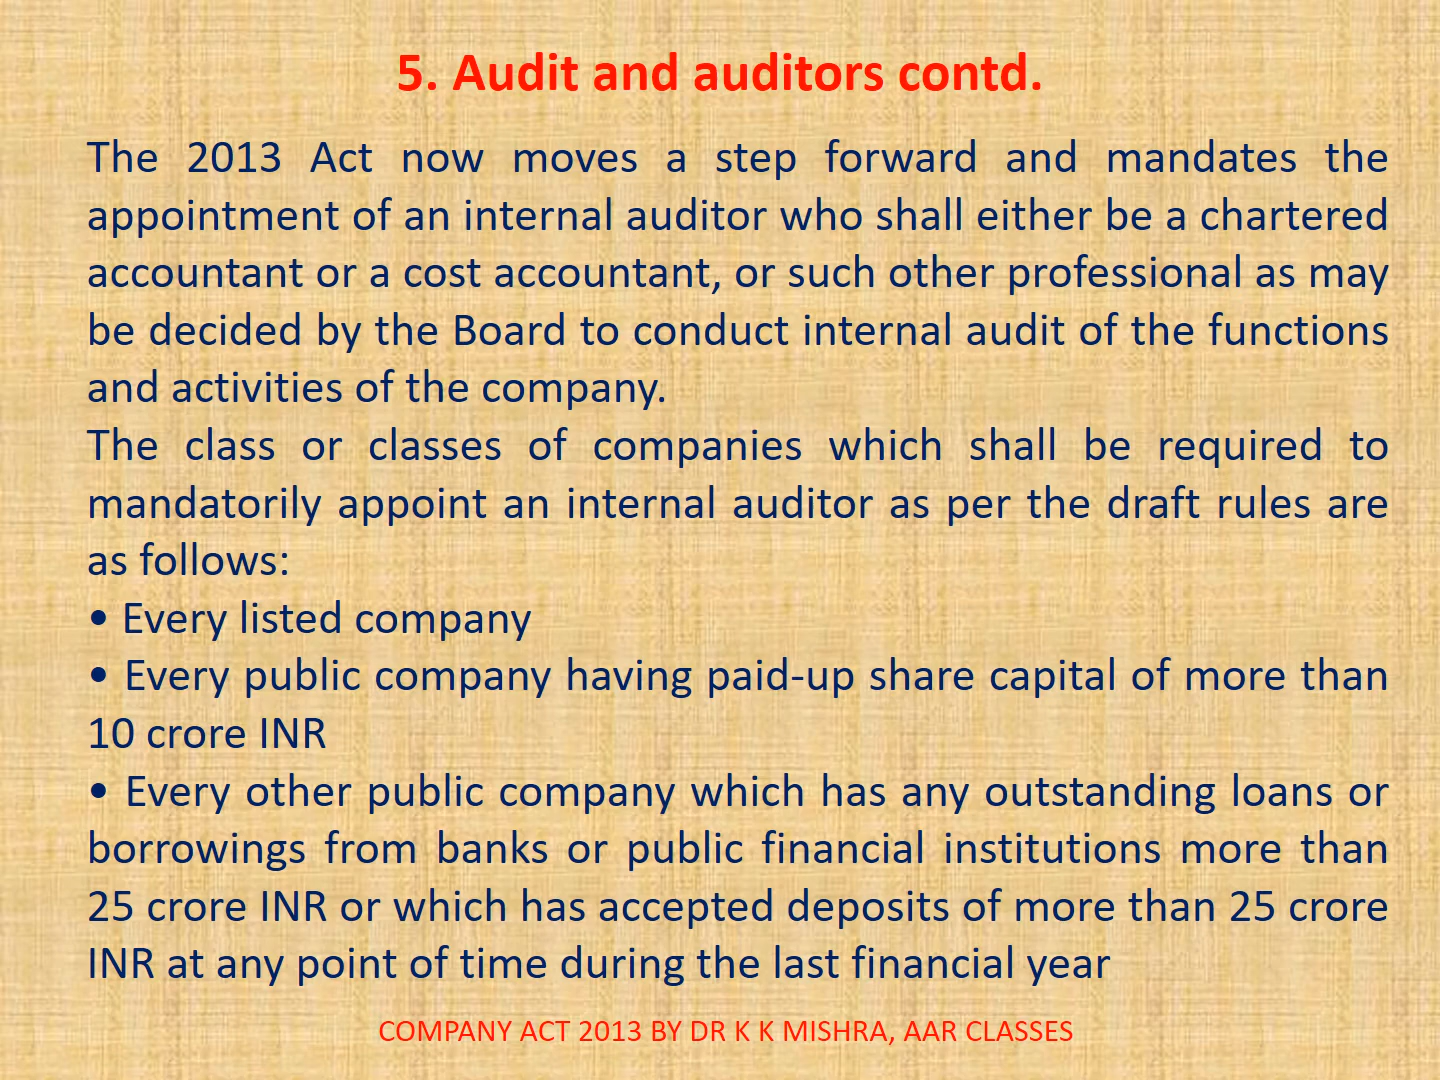 5. Audit and auditors contd.
The 2013 Act now moves a step forward and mandates the
appointment of an internal auditor who shall either be a chartered
accountant or a cost accountant, or such other professional as may
be decided by the Board to conduct internal audit of the functions
and activities of the company.
The class or classes of companies which shall be required to
mandatorily appoint an internal auditor as per the draft rules are
as follows:
• Every listed company
• Every public company having paid-up share capital of more than
10 crore INR
• Every other public company which has any outstanding loans or
borrowings from banks or public financial institutions more than
25 crore INR or which has accepted deposits of more than 25 crore
INR at any point of time during the last financial year
COMPANY ACT 2013 BY DR K K MISHRA, AAR CLASSES